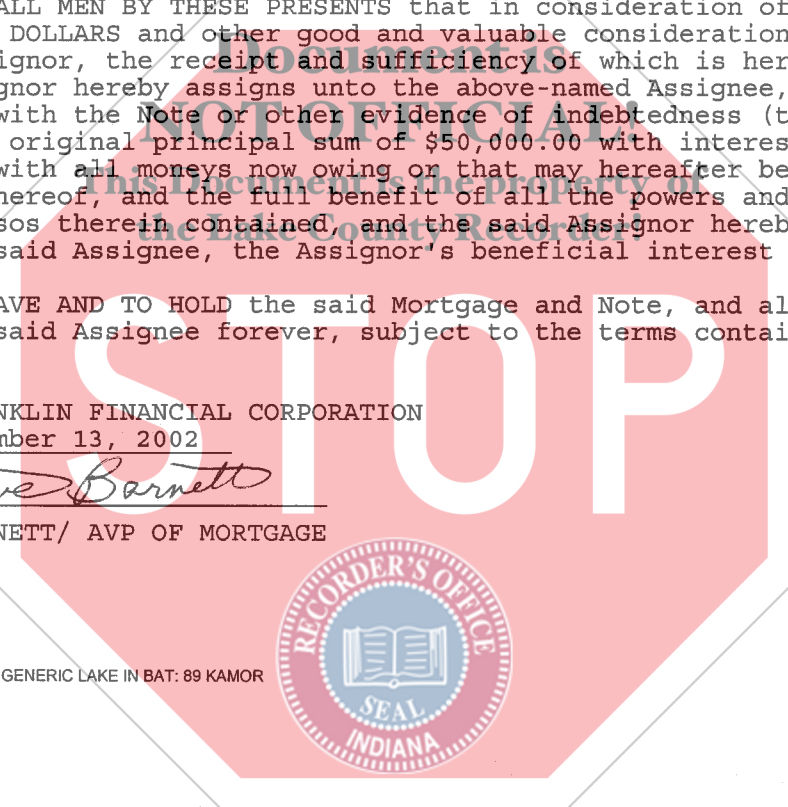 ALL MEN BY THESE PRESENTS that in consideration of
DOLLARS and other good and valuable consideration
ignor, the receipt and sufficiency of which is her
gnor hereby assigns unto the above-named Assignee,
with the Note or other evidence of indebtedness (t
original principal sum of $50,000.00 with interes
with all moneys now owing or that may hereafter be
hereof, and the full benefit of all the powers and
sos therein contained, and the said Assignor hereb
said Assignee, the Assignor's beneficial interest
AVE AND TO HOLD the said Mortgage and Note, and al
said Assignee forever, subject to the terms contai
NKLIN FINANCIAL CORPORATION
mber 13, 2002
ve Barnett
NETT/ AVP OF MORTGAGE
GENERIC LAKE IN BAT: 89 KAMOR
Document is
NOT OFFICIAL!
This Document is the property of
the Lake County Recorder!
STOP
RECORDER'S OFFICE
SEAL
INDIANA